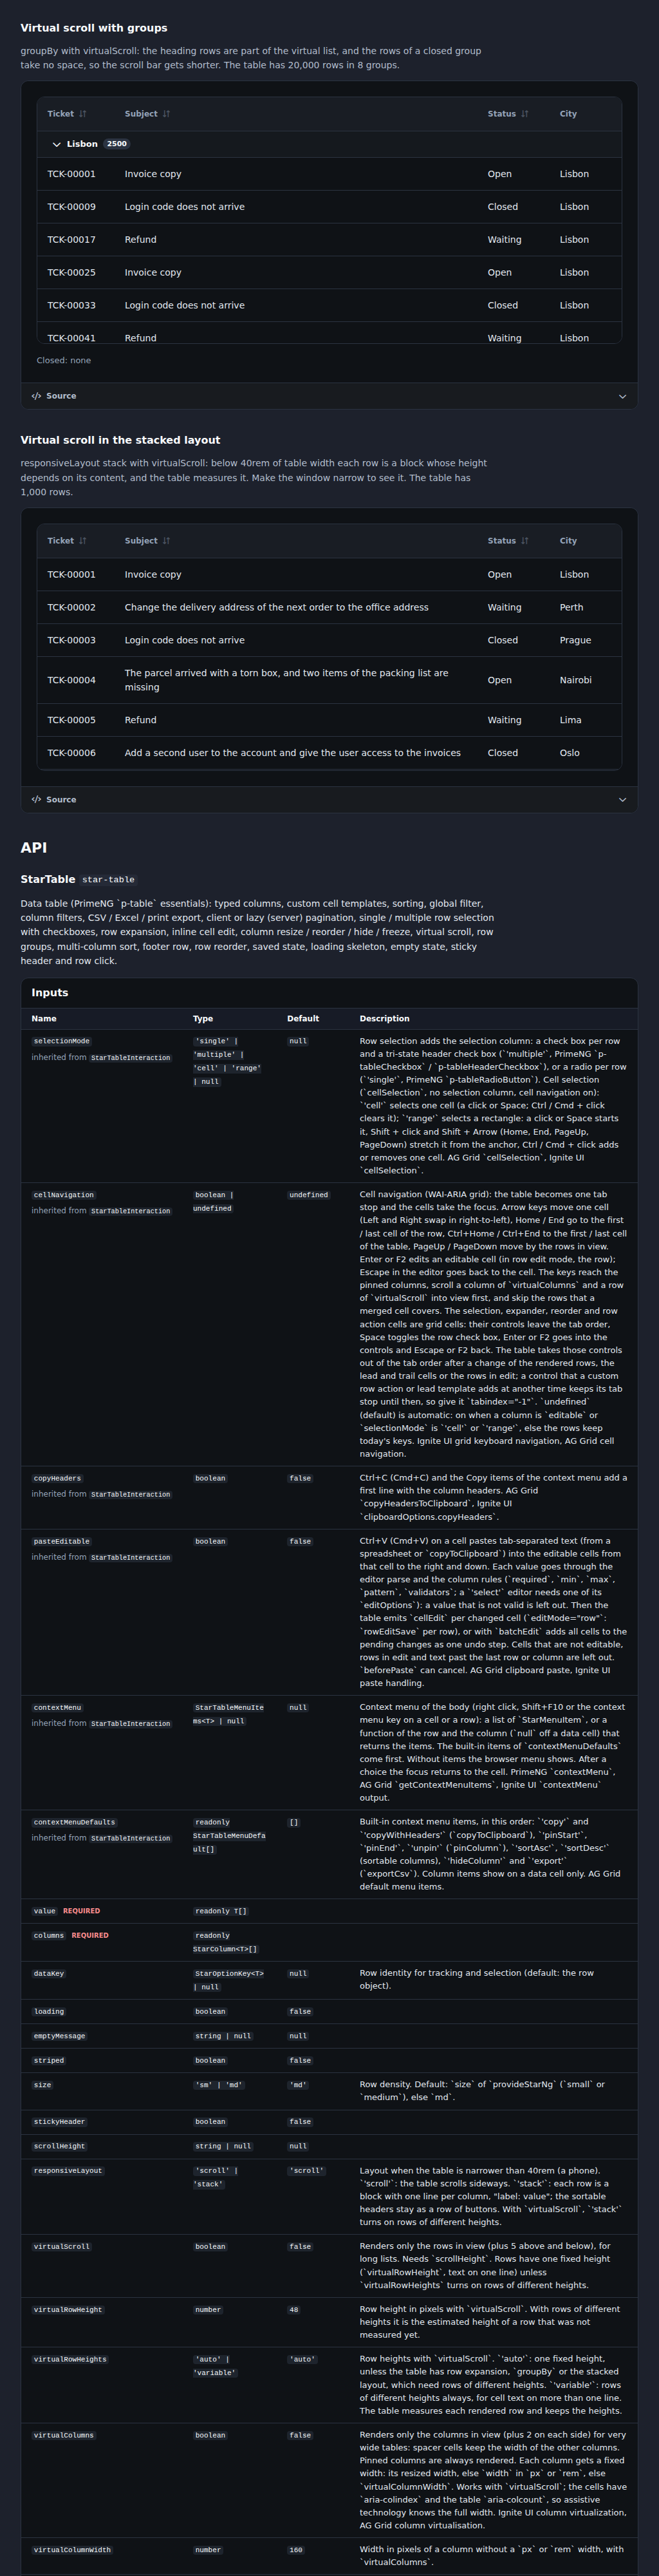 Virtual scroll with groups
groupBy with virtualScroll: the heading rows are part of the virtual list, and the rows of a closed group
take no space, so the scroll bar gets shorter. The table has 20,000 rows in 8 groups.
Ticket Subject Status City
Lisbon 2500
TCK-00001 Invoice copy Open Lisbon
TCK-00009 Login code does not arrive Closed Lisbon
TCK-00017 Refund Waiting Lisbon
TCK-00025 Invoice copy Open Lisbon
TCK-00033 Login code does not arrive Closed Lisbon
TCK-00041 Refund Waiting Lisbon
Closed: none
Source
Virtual scroll in the stacked layout
responsiveLayout stack with virtualScroll: below 40rem of table width each row is a block whose height
depends on its content, and the table measures it. Make the window narrow to see it. The table has
1,000 rows.
Ticket Subject Status City
TCK-00001 Invoice copy Open Lisbon
TCK-00002 Change the delivery address of the next order to the office address Waiting Perth
TCK-00003 Login code does not arrive Closed Prague
TCK-00004 The parcel arrived with a torn box, and two items of the packing list are Open Nairobi
missing
TCK-00005 Refund Waiting Lima
TCK-00006 Add a second user to the account and give the user access to the invoices Closed Oslo
Source
API
StarTable star-table
Data table (PrimeNG `p-table` essentials): typed columns, custom cell templates, sorting, global filter,
column filters, CSV / Excel / print export, client or lazy (server) pagination, single / multiple row selection
with checkboxes, row expansion, inline cell edit, column resize / reorder / hide / freeze, virtual scroll, row
groups, multi-column sort, footer row, row reorder, saved state, loading skeleton, empty state, sticky
header and row click.
Inputs
Name Type Default Description
selectionMode 'single' | null Row selection adds the selection column: a check box per row
inherited from StarTableInteraction 'multiple' | and a tri-state header check box (`'multiple'`, PrimeNG `p-
'cell' | 'range' tableCheckbox` / `p-tableHeaderCheckbox`), or a radio per row
| null (`'single'`, PrimeNG `p-tableRadioButton`). Cell selection
(`cellSelection`, no selection column, cell navigation on):
`'cell'` selects one cell (a click or Space; Ctrl / Cmd + click
clears it); `'range'` selects a rectangle: a click or Space starts
it, Shift + click and Shift + Arrow (Home, End, PageUp,
PageDown) stretch it from the anchor, Ctrl / Cmd + click adds
or removes one cell. AG Grid `cellSelection`, Ignite UI
`cellSelection`.
cellNavigation boolean | undefined Cell navigation (WAI-ARIA grid): the table becomes one tab
inherited from StarTableInteraction undefined stop and the cells take the focus. Arrow keys move one cell
(Left and Right swap in right-to-left), Home / End go to the first
/ last cell of the row, Ctrl+Home / Ctrl+End to the first / last cell
of the table, PageUp / PageDown move by the rows in view.
Enter or F2 edits an editable cell (in row edit mode, the row);
Escape in the editor goes back to the cell. The keys reach the
pinned columns, scroll a column of `virtualColumns` and a row
of `virtualScroll` into view first, and skip the rows that a
merged cell covers. The selection, expander, reorder and row
action cells are grid cells: their controls leave the tab order,
Space toggles the row check box, Enter or F2 goes into the
controls and Escape or F2 back. The table takes those controls
out of the tab order after a change of the rendered rows, the
lead and trail cells or the rows in edit; a control that a custom
row action or lead template adds at another time keeps its tab
stop until then, so give it `tabindex="-1"`. `undefined`
(default) is automatic: on when a column is `editable` or
`selectionMode` is `'cell'` or `'range'`, else the rows keep
today's keys. Ignite UI grid keyboard navigation, AG Grid cell
navigation.
copyHeaders boolean false Ctrl+C (Cmd+C) and the Copy items of the context menu add a
inherited from StarTableInteraction first line with the column headers. AG Grid
`copyHeadersToClipboard`, Ignite UI
`clipboardOptions.copyHeaders`.
pasteEditable boolean false Ctrl+V (Cmd+V) on a cell pastes tab-separated text (from a
inherited from StarTableInteraction spreadsheet or `copyToClipboard`) into the editable cells from
that cell to the right and down. Each value goes through the
editor parse and the column rules (`required`, `min`, `max`,
`pattern`, `validators`; a `'select'` editor needs one of its
`editOptions`): a value that is not valid is left out. Then the
table emits `cellEdit` per changed cell (`editMode="row"`:
`rowEditSave` per row), or with `batchEdit` adds all cells to the
pending changes as one undo step. Cells that are not editable,
rows in edit and text past the last row or column are left out.
`beforePaste` can cancel. AG Grid clipboard paste, Ignite UI
paste handling.
contextMenu StarTableMenuIte null Context menu of the body (right click, Shift+F10 or the context
inherited from StarTableInteraction ms<T> | null menu key on a cell or a row): a list of `StarMenuItem`, or a
function of the row and the column (`null` off a data cell) that
returns the items. The built-in items of `contextMenuDefaults`
come first. Without items the browser menu shows. After a
choice the focus returns to the cell. PrimeNG `contextMenu`,
AG Grid `getContextMenuItems`, Ignite UI `contextMenu`
output.
contextMenuDefaults readonly [] Built-in context menu items, in this order: `'copy'` and
inherited from StarTableInteraction StarTableMenuDefa `'copyWithHeaders'` (`copyToClipboard`), `'pinStart'`,
ult[] `'pinEnd'`, `'unpin'` (`pinColumn`), `'sortAsc'`, `'sortDesc'`
(sortable columns), `'hideColumn'` and `'export'`
(`exportCsv`). Column items show on a data cell only. AG Grid
default menu items.
value REQUIRED readonly T[]
columns REQUIRED readonly
StarColumn<T>[]
dataKey StarOptionKey<T> null Row identity for tracking and selection (default: the row
| null object).
loading boolean false
emptyMessage string | null null
striped boolean false
size 'sm' | 'md' 'md' Row density. Default: `size` of `provideStarNg` (`small` or
`medium`), else `md`.
stickyHeader boolean false
scrollHeight string | null null
responsiveLayout 'scroll' | 'scroll' Layout when the table is narrower than 40rem (a phone).
'stack' `'scroll'`: the table scrolls sideways. `'stack'`: each row is a
block with one line per column, "label: value"; the sortable
headers stay as a row of buttons. With `virtualScroll`, `'stack'`
turns on rows of different heights.
virtualScroll boolean false Renders only the rows in view (plus 5 above and below), for
long lists. Needs `scrollHeight`. Rows have one fixed height
(`virtualRowHeight`, text on one line) unless
`virtualRowHeights` turns on rows of different heights.
virtualRowHeight number 48 Row height in pixels with `virtualScroll`. With rows of different
heights it is the estimated height of a row that was not
measured yet.
virtualRowHeights 'auto' | 'auto' Row heights with `virtualScroll`. `'auto'`: one fixed height,
'variable' unless the table has row expansion, `groupBy` or the stacked
layout, which need rows of different heights. `'variable'`: rows
of different heights always, for cell text on more than one line.
The table measures each rendered row and keeps the heights.
virtualColumns boolean false Renders only the columns in view (plus 2 on each side) for very
wide tables: spacer cells keep the width of the other columns.
Pinned columns are always rendered. Each column gets a fixed
width: its resized width, else `width` in `px` or `rem`, else
`virtualColumnWidth`. Works with `virtualScroll`; the cells have
`aria-colindex` and the table `aria-colcount`, so assistive
technology knows the full width. Ignite UI column virtualization,
AG Grid column virtualisation.
virtualColumnWidth number 160 Width in pixels of a column without a `px` or `rem` width, with
`virtualColumns`.